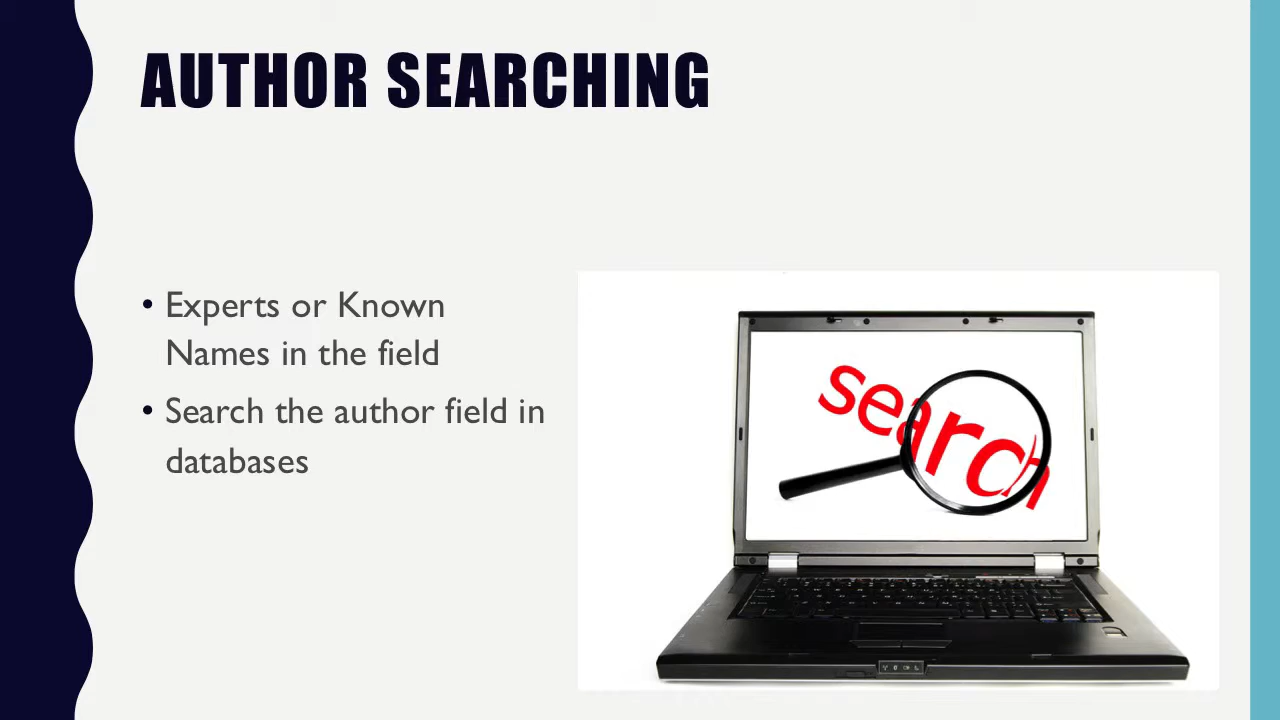 AUTHOR SEARCHING
• Experts or Known
Names in the field
• Search the author field in
databases
search